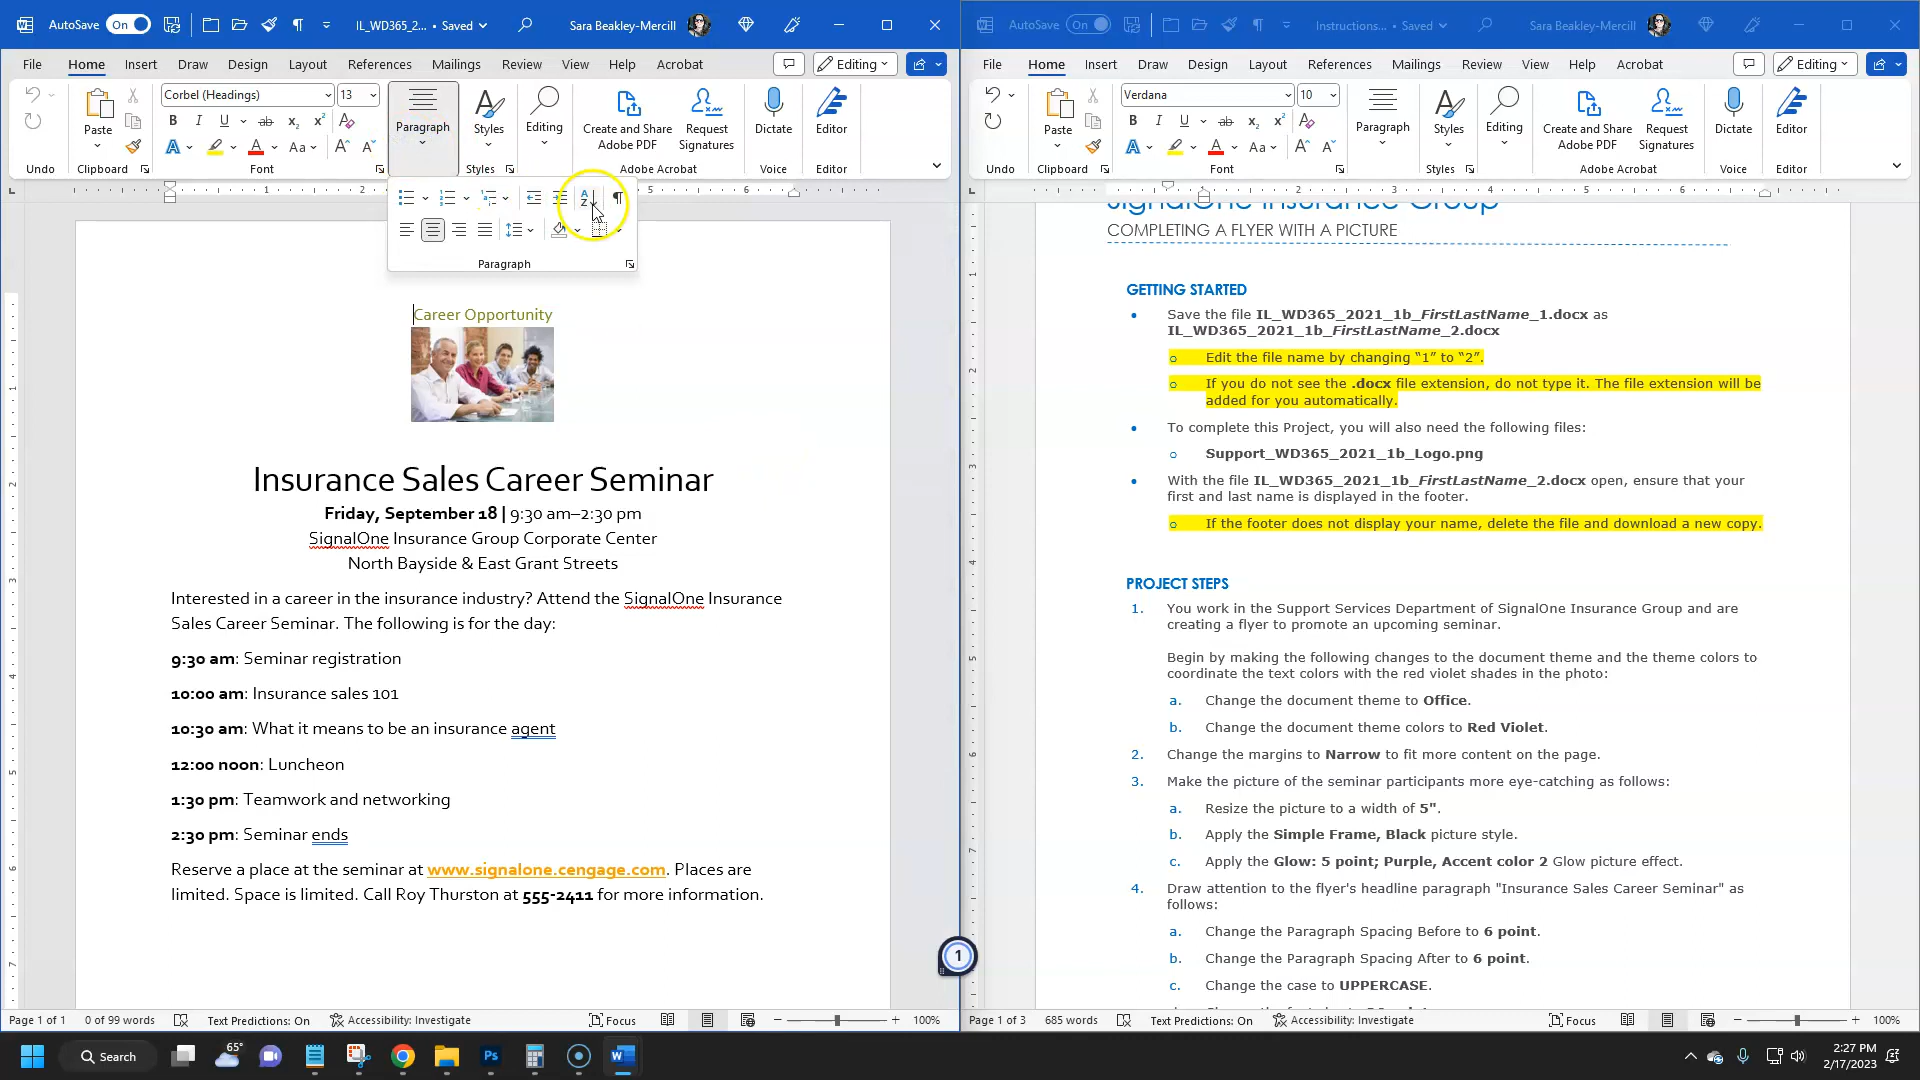 AutoSave On IL_WD365_2... • Saved Sara Beakley-Mercill
File Home Insert Draw Design Layout References Mailings Review View Help Acrobat Editing
Corbel (Headings) 13
Paste Paragraph Styles Editing Create and Share Adobe PDF Request Signatures Dictate Editor
Undo Clipboard Font Styles Adobe Acrobat Voice Editor
Paragraph
Career Opportunity
Insurance Sales Career Seminar
Friday, September 18 | 9:30 am–2:30 pm
SignalOne Insurance Group Corporate Center
North Bayside & East Grant Streets
Interested in a career in the insurance industry? Attend the SignalOne Insurance
Sales Career Seminar. The following is for the day:
9:30 am: Seminar registration
10:00 am: Insurance sales 101
10:30 am: What it means to be an insurance agent
12:00 noon: Luncheon
1:30 pm: Teamwork and networking
2:30 pm: Seminar ends
Reserve a place at the seminar at www.signalone.cengage.com. Places are
limited. Space is limited. Call Roy Thurston at 555-2411 for more information.
Page 1 of 1 0 of 99 words Text Predictions: On Accessibility: Investigate Focus 100%
AutoSave On Instructions... • Saved Sara Beakley-Mercill
File Home Insert Draw Design Layout References Mailings Review View Help Acrobat Editing
Verdana 10
Paste Paragraph Styles Editing Create and Share Adobe PDF Request Signatures Dictate Editor
Undo Clipboard Font Styles Adobe Acrobat Voice Editor
SignalOne Insurance Group
COMPLETING A FLYER WITH A PICTURE
GETTING STARTED
• Save the file IL_WD365_2021_1b_FirstLastName_1.docx as
IL_WD365_2021_1b_FirstLastName_2.docx
o Edit the file name by changing “1” to “2”.
o If you do not see the .docx file extension, do not type it. The file extension will be
added for you automatically.
• To complete this Project, you will also need the following files:
o Support_WD365_2021_1b_Logo.png
• With the file IL_WD365_2021_1b_FirstLastName_2.docx open, ensure that your
first and last name is displayed in the footer.
o If the footer does not display your name, delete the file and download a new copy.
PROJECT STEPS
1. You work in the Support Services Department of SignalOne Insurance Group and are
creating a flyer to promote an upcoming seminar.
Begin by making the following changes to the document theme and the theme colors to
coordinate the text colors with the red violet shades in the photo:
a. Change the document theme to Office.
b. Change the document theme colors to Red Violet.
2. Change the margins to Narrow to fit more content on the page.
3. Make the picture of the seminar participants more eye-catching as follows:
a. Resize the picture to a width of 5".
b. Apply the Simple Frame, Black picture style.
c. Apply the Glow: 5 point; Purple, Accent color 2 Glow picture effect.
4. Draw attention to the flyer's headline paragraph "Insurance Sales Career Seminar" as
follows:
a. Change the Paragraph Spacing Before to 6 point.
b. Change the Paragraph Spacing After to 6 point.
c. Change the case to UPPERCASE.
Page 1 of 3 685 words Text Predictions: On Accessibility: Investigate Focus 100%
1
Search 65° 2:27 PM
2/17/2023